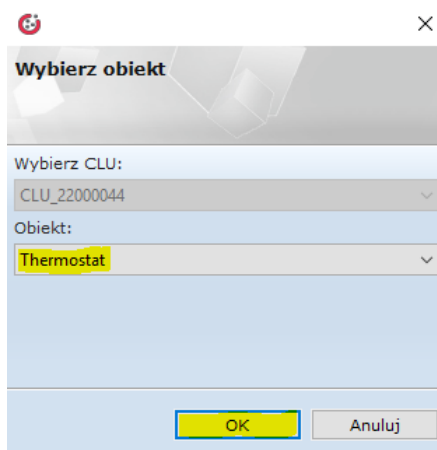 Wybierz obiekt
Wybierz CLU:
CLU_22000044
Obiekt:
Thermostat
OK Anuluj